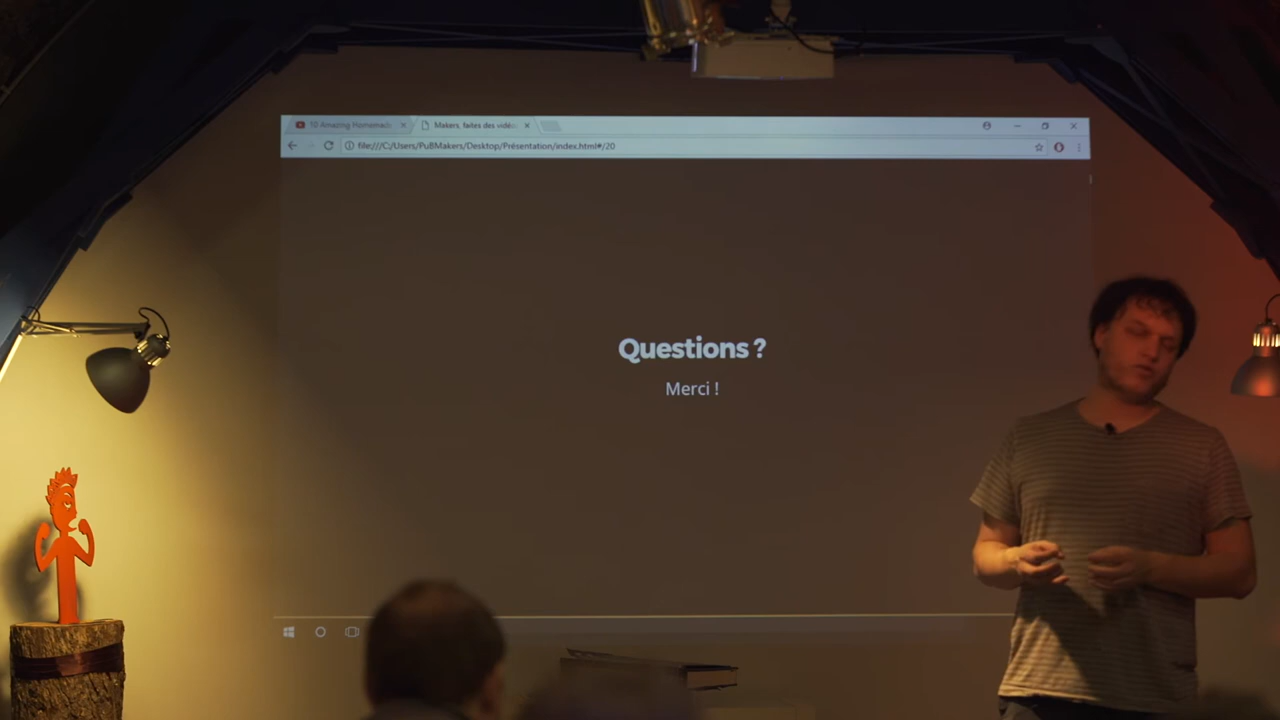 10 Amazing Homemade
Makers, faites des vidéo
file:///C:/Users/PuBMakers/Desktop/Présentation/index.html#/20
Questions ?
Merci !